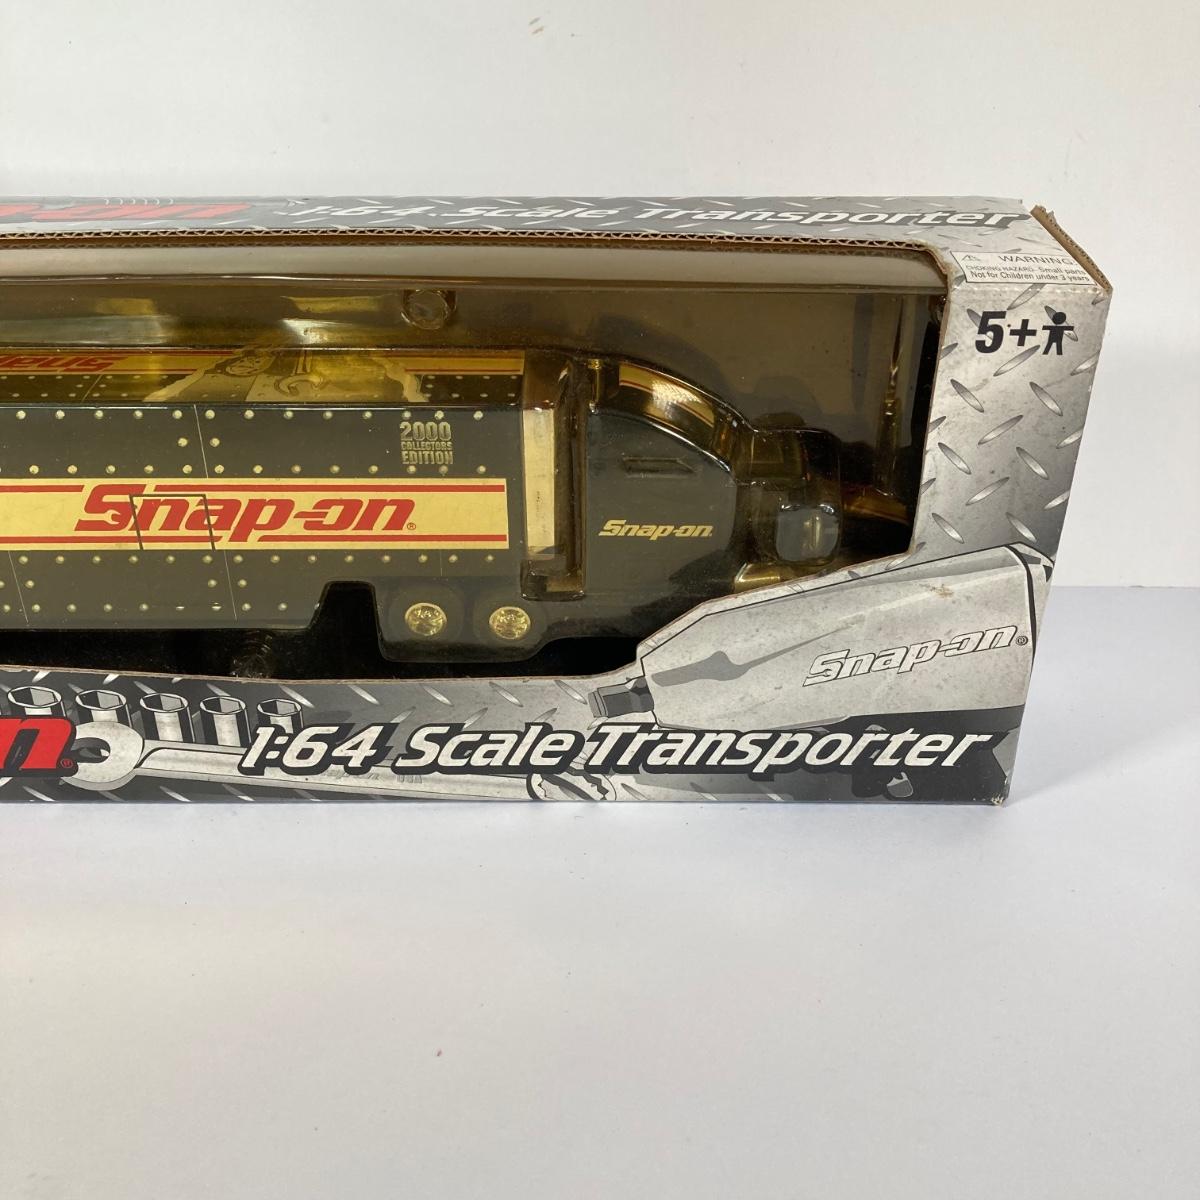 1:64 Scale Transporter
WARNING:
CHOKING HAZARD- Small parts
Not for Children under 3 years
5+
2000
COLLECTORS
EDITION
Snap-on®
Snap-on.
Snap-on®
1:64 Scale Transporter